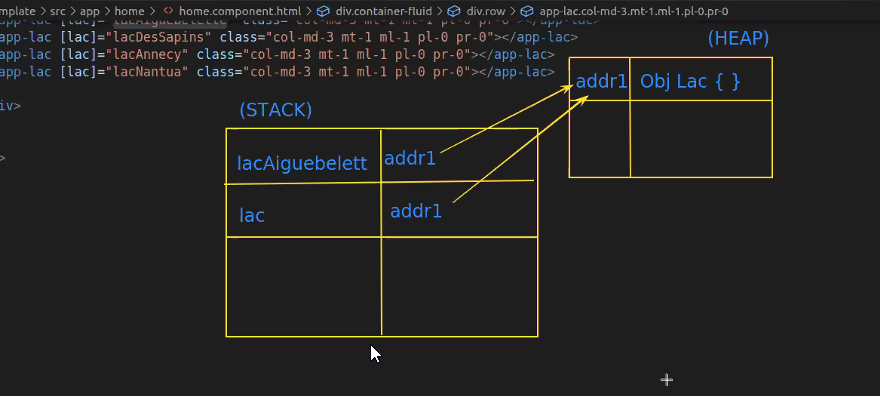 mplate > src > app > home > home.component.html > div.container-fluid > div.row > app-lac.col-md-3.mt-1.ml-1.pl-0.pr-0
app-lac [lac]="lacAiguebelette" class="col-md-3 mt-1 ml-1 pl-0 pr-0"></app-lac>
app-lac [lac]="lacDesSapins" class="col-md-3 mt-1 ml-1 pl-0 pr-0"></app-lac>
app-lac [lac]="lacAnnecy" class="col-md-3 mt-1 ml-1 pl-0 pr-0"></app-lac>
app-lac [lac]="lacNantua" class="col-md-3 mt-1 ml-1 pl-0 pr-0"></app-lac>
iv>
>
(HEAP)
addr1 Obj Lac { }
(STACK)
lacAiguebelett addr1
lac addr1